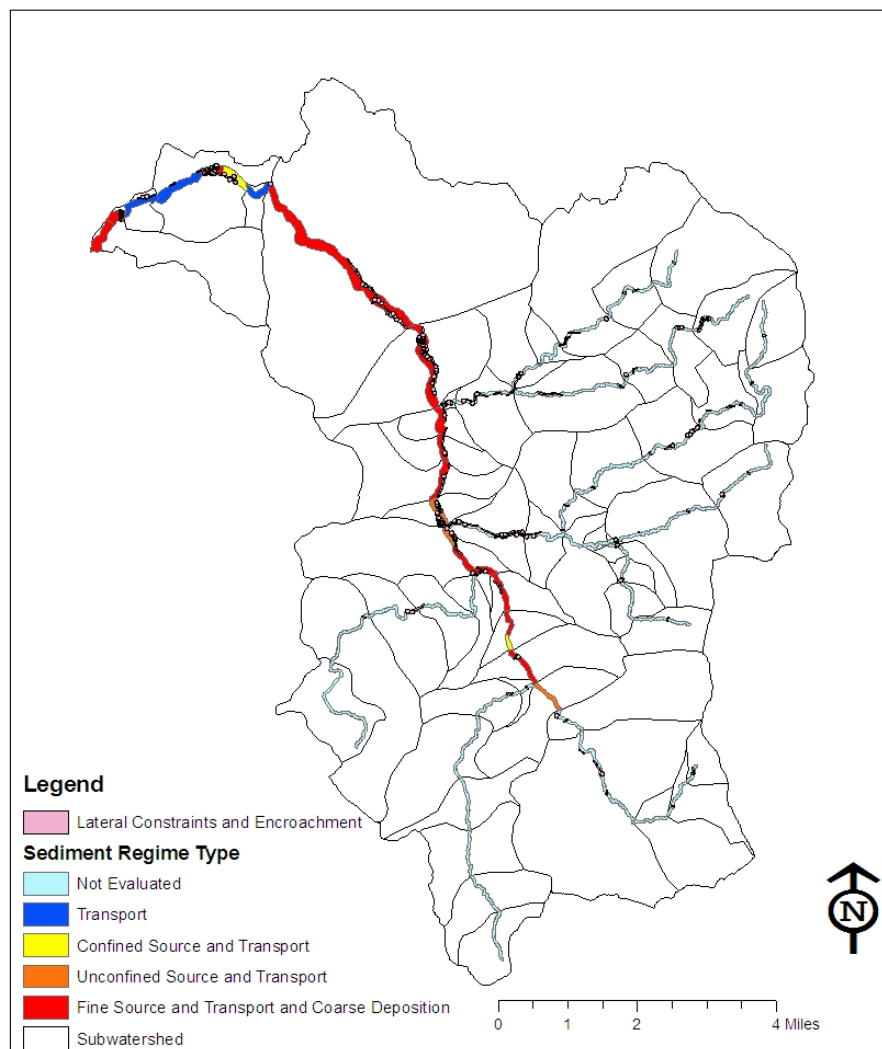 Legend
Lateral Constraints and Encroachment
Sediment Regime Type
Not Evaluated
Transport
Confined Source and Transport
Unconfined Source and Transport
Fine Source and Transport and Coarse Deposition
Subwatershed
N
0 1 2 4 Miles